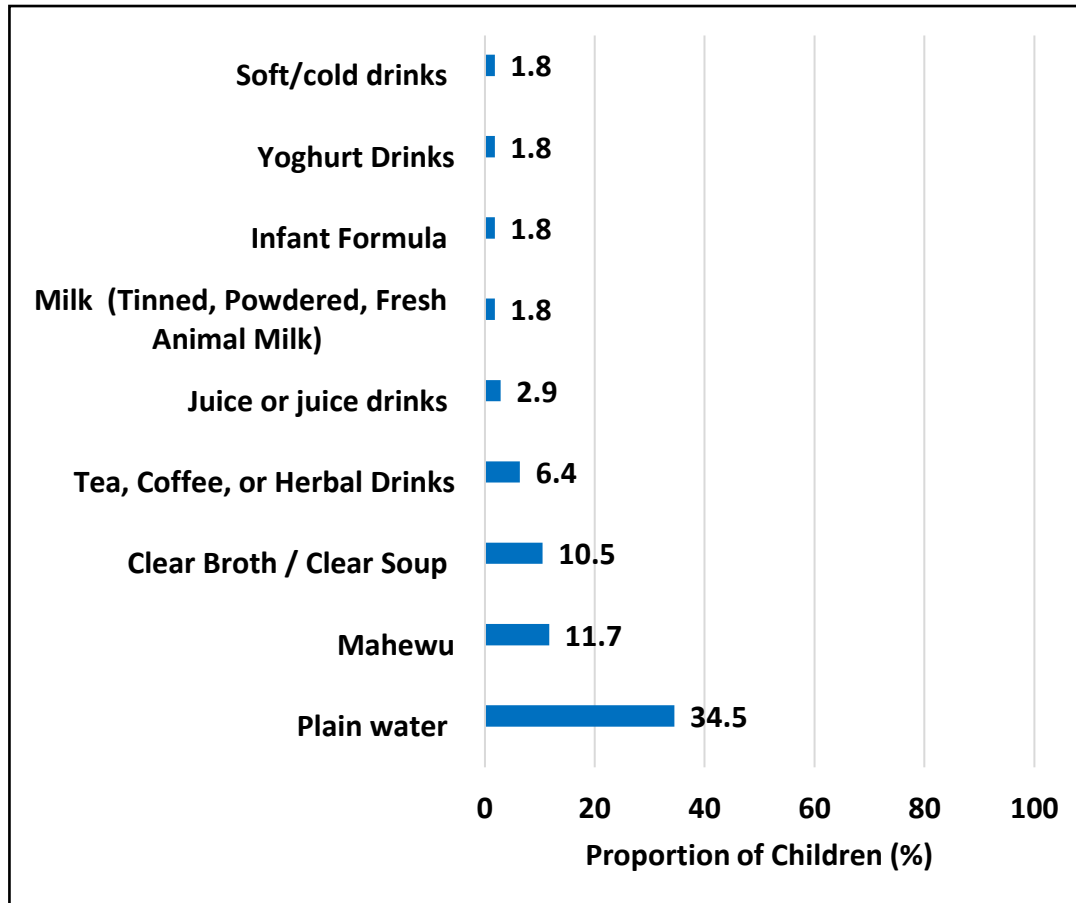 Soft/cold drinks 1.8
Yoghurt Drinks 1.8
Infant Formula 1.8
Milk (Tinned, Powdered, Fresh
Animal Milk) 1.8
Juice or juice drinks 2.9
Tea, Coffee, or Herbal Drinks 6.4
Clear Broth / Clear Soup 10.5
Mahewu 11.7
Plain water 34.5
0 20 40 60 80 100
Proportion of Children (%)